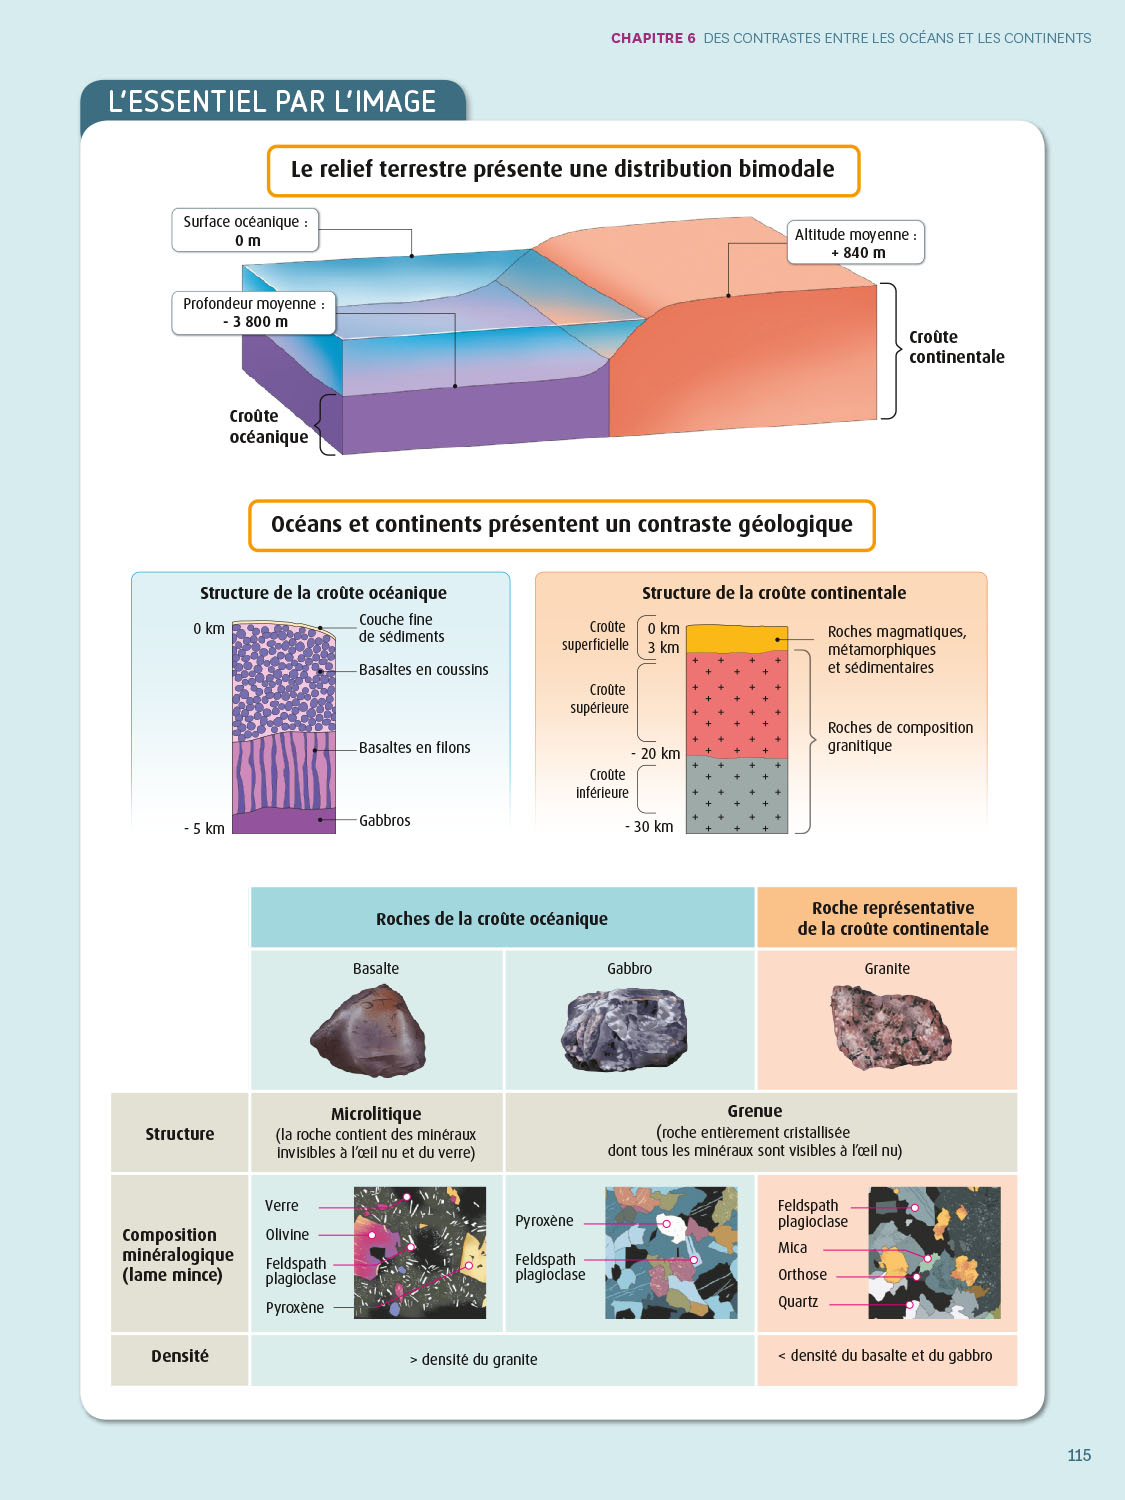 CHAPITRE 6 DES CONTRASTES ENTRE LES OCÉANS ET LES CONTINENTS
L'ESSENTIEL PAR L'IMAGE
Le relief terrestre présente une distribution bimodale
Surface océanique :
0 m
Altitude moyenne :
+ 840 m
Profondeur moyenne :
- 3 800 m
Croûte
continentale
Croûte
océanique
Océans et continents présentent un contraste géologique
Structure de la croûte océanique
0 km
Couche fine
de sédiments
Basaltes en coussins
Basaltes en filons
Gabbros
- 5 km
Structure de la croûte continentale
Croûte
superficielle
0 km
3 km
Roches magmatiques,
métamorphiques
et sédimentaires
Croûte
supérieure
Roches de composition
granitique
- 20 km
Croûte
inférieure
- 30 km
Roches de la croûte océanique
Roche représentative
de la croûte continentale
Basalte
Gabbro
Granite
Structure
Microlitique
(la roche contient des minéraux
invisibles à l'œil nu et du verre)
Grenue
(roche entièrement cristallisée
dont tous les minéraux sont visibles à l'œil nu)
Composition
minéralogique
(lame mince)
Verre
Olivine
Feldspath
plagioclase
Pyroxène
Pyroxène
Feldspath
plagioclase
Feldspath
plagioclase
Mica
Orthose
Quartz
Densité
> densité du granite
< densité du basalte et du gabbro
115